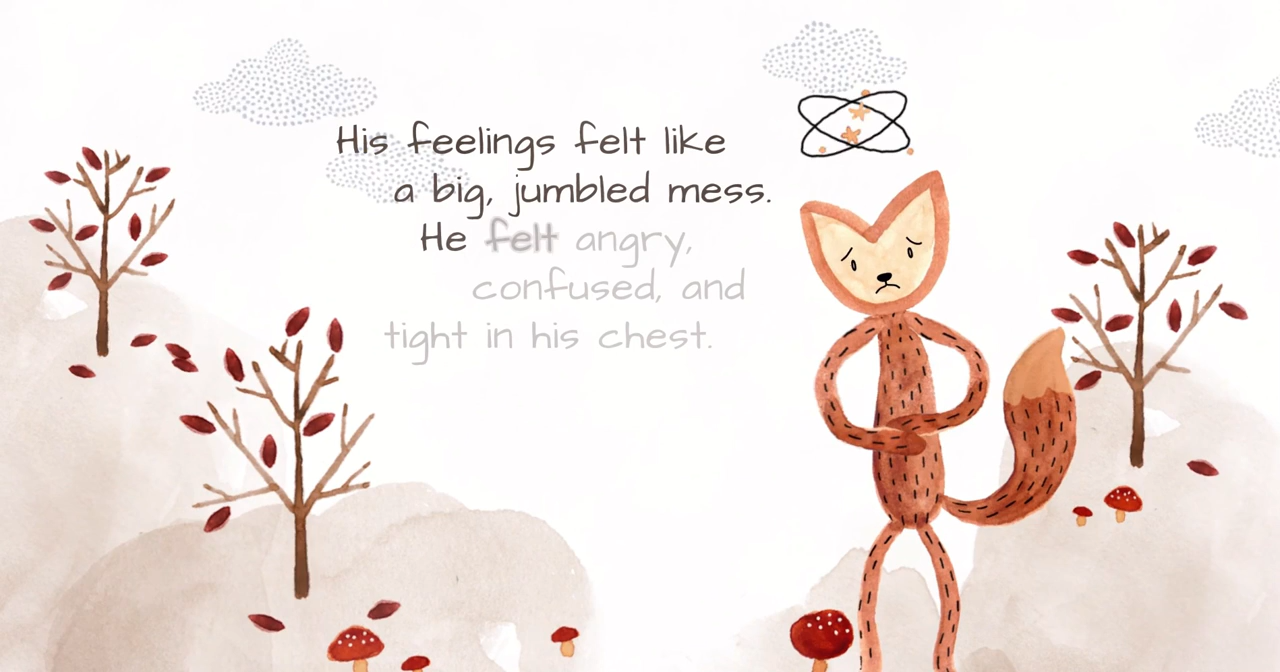 His feelings felt like
a big, jumbled mess.
He felt angry,
confused, and
tight in his chest.